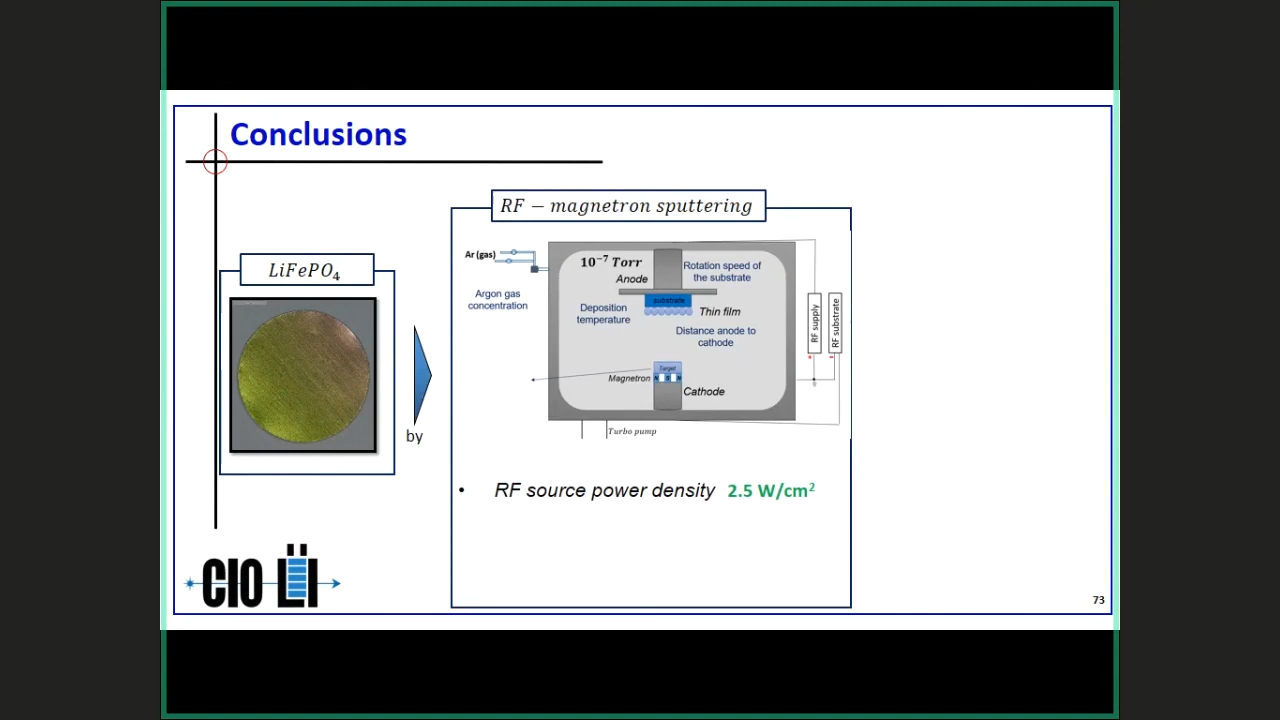 Conclusions
RF − magnetron sputtering
LiFePO₄
by
Ar (gas)
10⁻⁷ Torr
Anode
Rotation speed of
the substrate
Argon gas
concentration
substrate
Deposition
temperature
Thin film
Distance anode to
cathode
RF supply
RF substrate
Target
Magnetron
N S N
Cathode
Turbo pump
• RF source power density 2.5 W/cm²
CIO LÏI
73